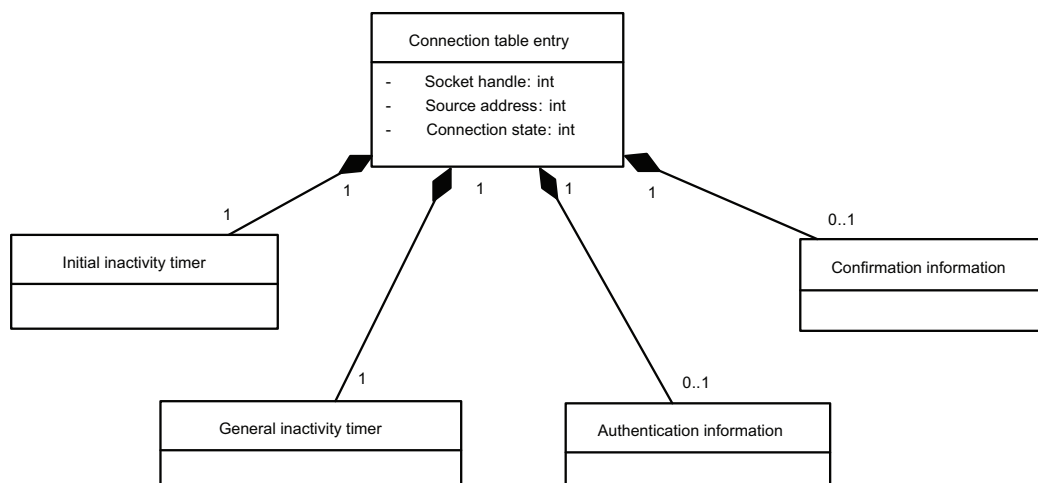 Connection table entry
- Socket handle: int
- Source address: int
- Connection state: int
1
1
1
1
1
0..1
Initial inactivity timer
Confirmation information
1
0..1
General inactivity timer
Authentication information